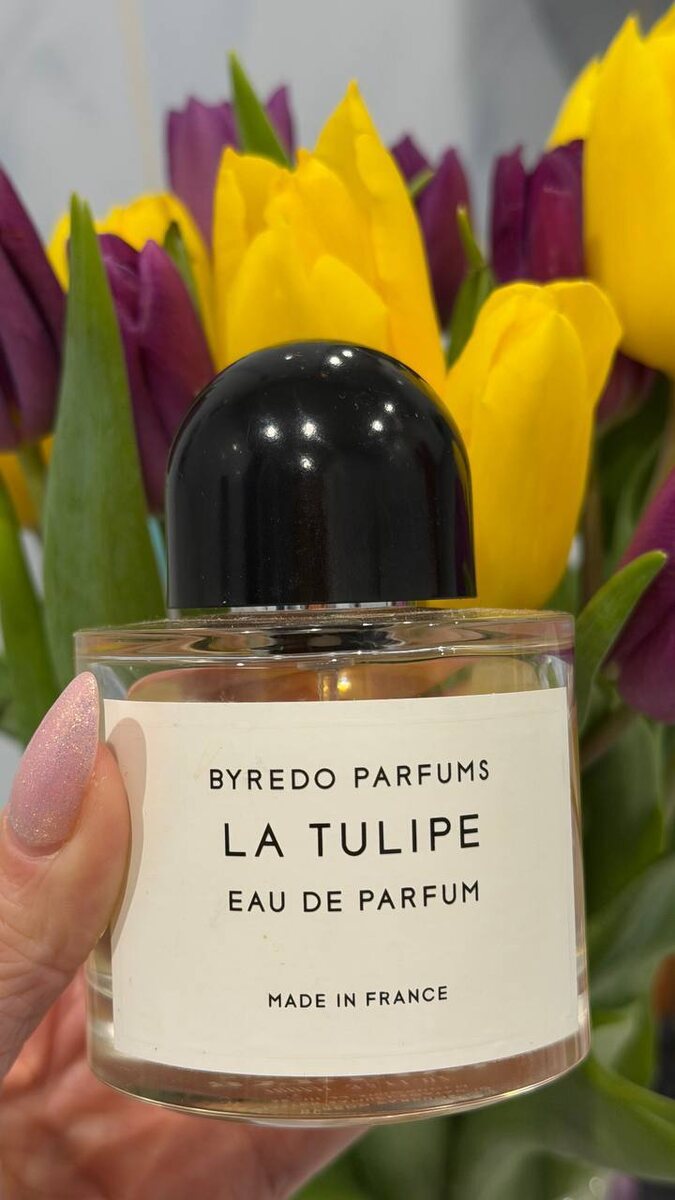 BYREDO PARFUMS
LA TULIPE
EAU DE PARFUM
MADE IN FRANCE